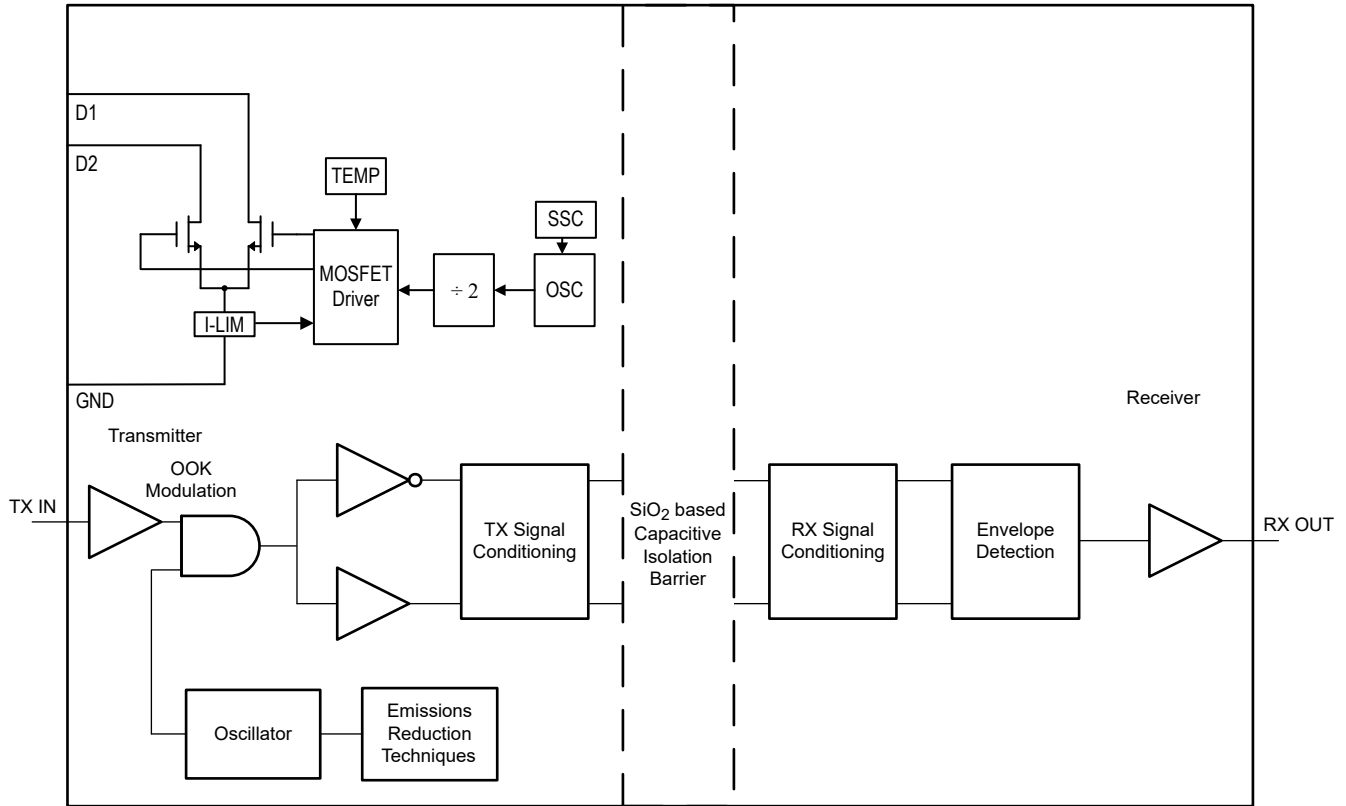 D1
D2
TEMP
SSC
MOSFET
Driver
÷ 2
OSC
I-LIM
GND
Receiver
Transmitter
OOK
Modulation
TX IN
TX Signal
Conditioning
SiO2 based
Capacitive
Isolation
Barrier
RX Signal
Conditioning
Envelope
Detection
RX OUT
Oscillator
Emissions
Reduction
Techniques